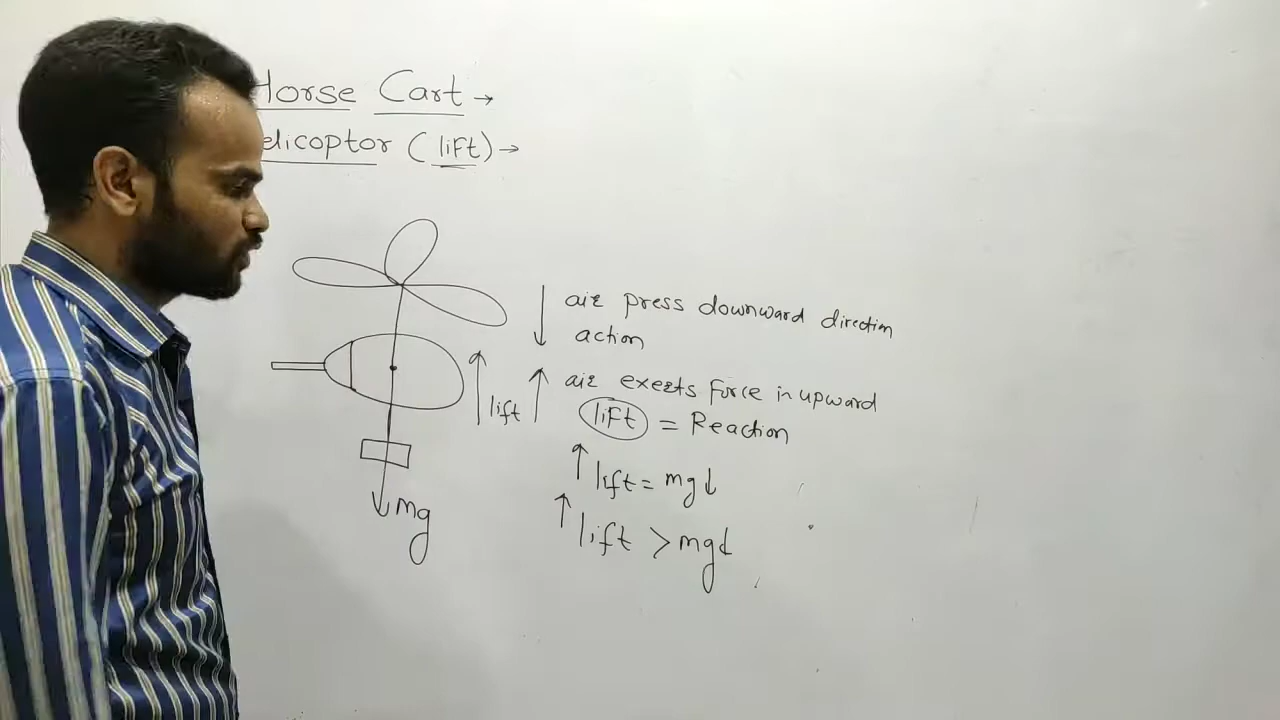 Horse Cart →
elicoptor (lift) →
↓ air press downward direction
action
↑ air exerts force in upward
lift = Reaction
↑ lift
↑ lift = mg ↓
mg
↑ lift > mg ↓